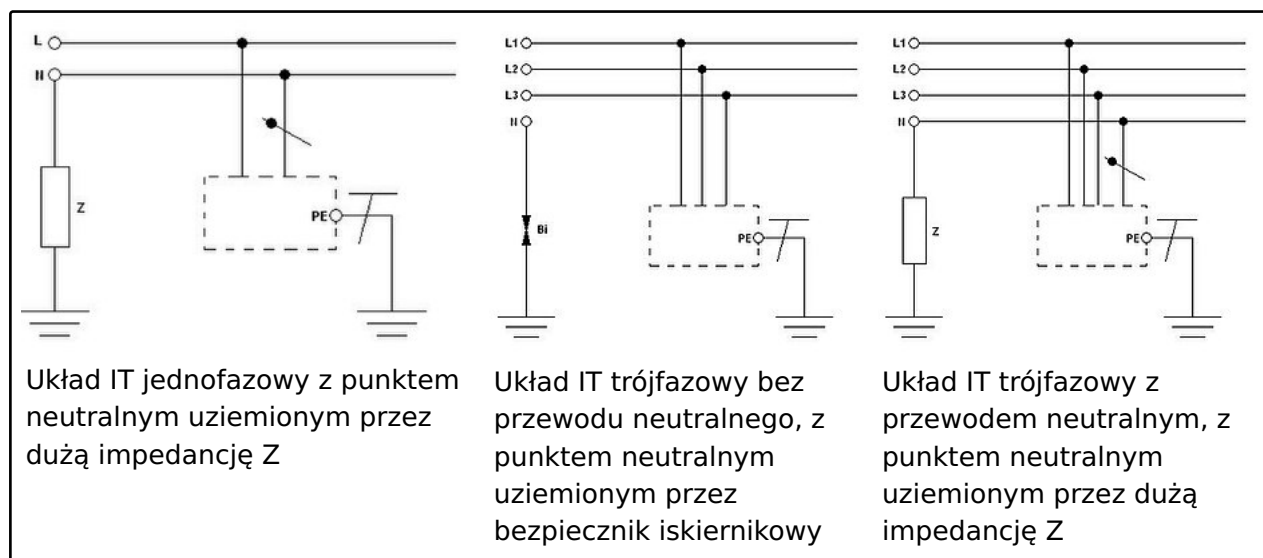 L
N
Z
PE
L1
L2
L3
N
Bi
PE
L1
L2
L3
N
Z
PE
Układ IT jednofazowy z punktem
neutralnym uziemionym przez
dużą impedancję Z
Układ IT trójfazowy bez
przewodu neutralnego, z
punktem neutralnym
uziemionym przez
bezpiecznik iskiernikowy
Układ IT trójfazowy z
przewodem neutralnym, z
punktem neutralnym
uziemionym przez dużą
impedancję Z